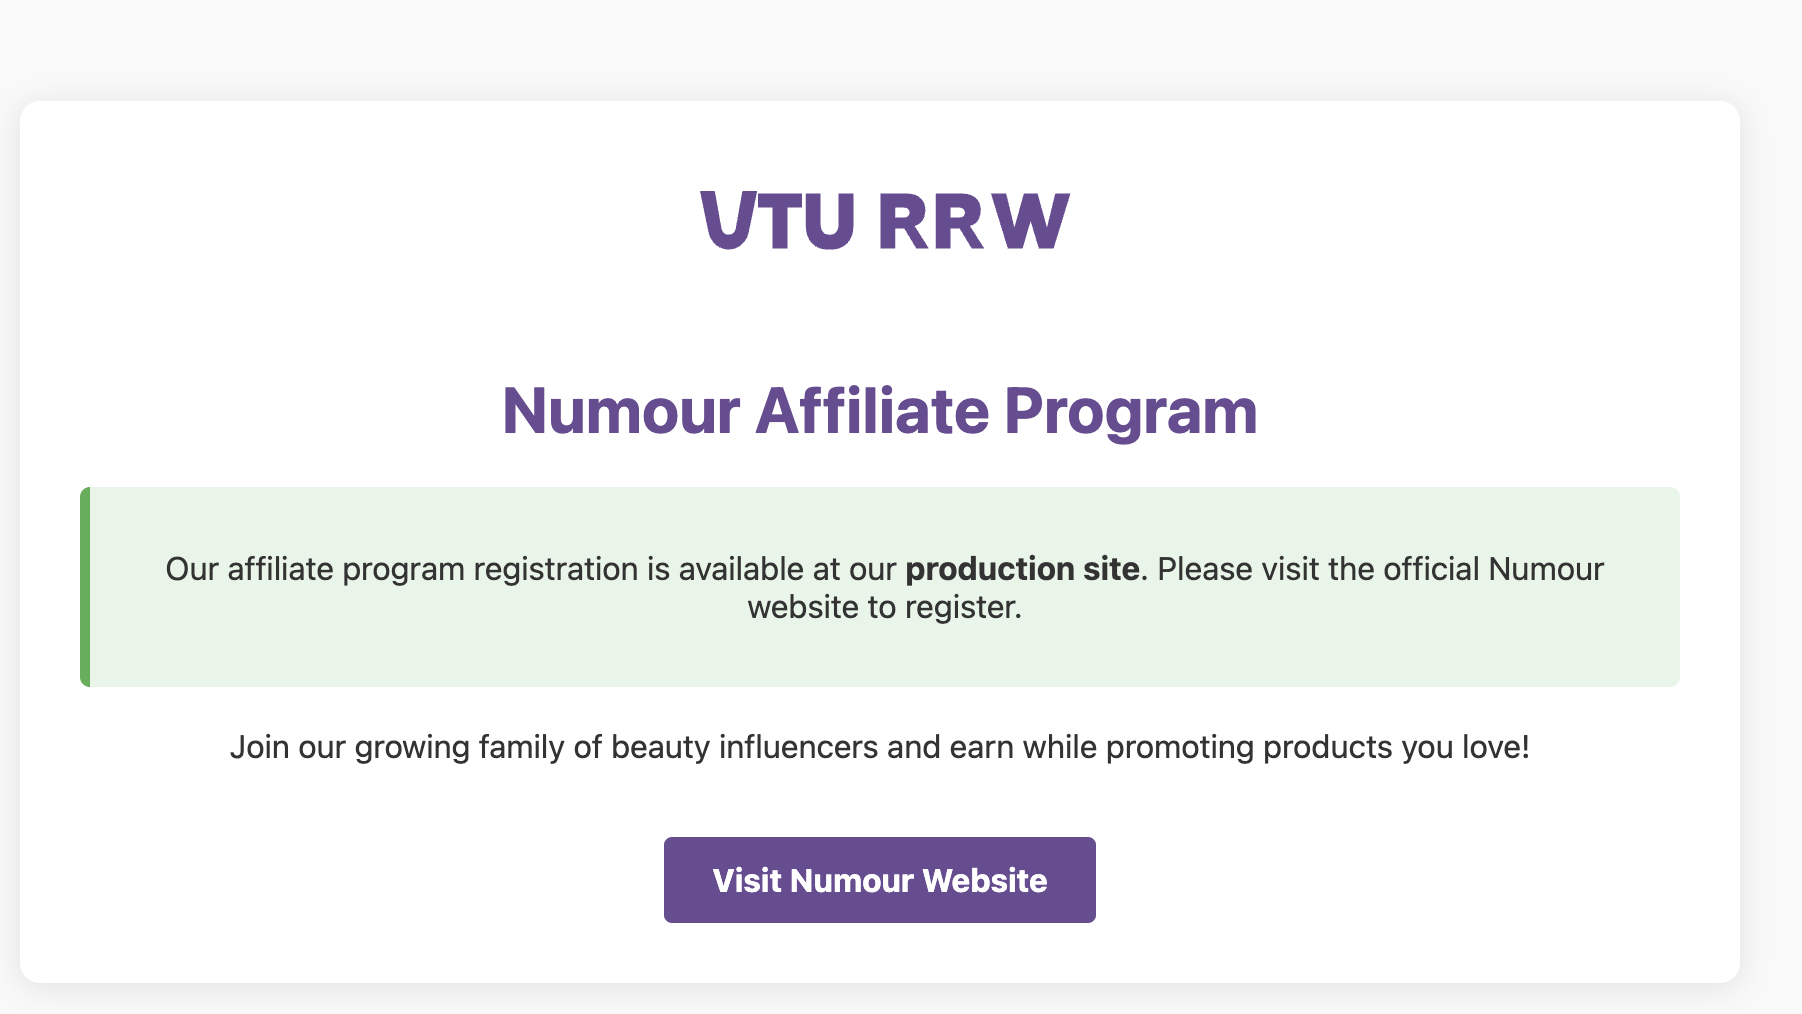 VTU RRW
Numour Affiliate Program
Our affiliate program registration is available at our production site. Please visit the official Numour
website to register.
Join our growing family of beauty influencers and earn while promoting products you love!
Visit Numour Website